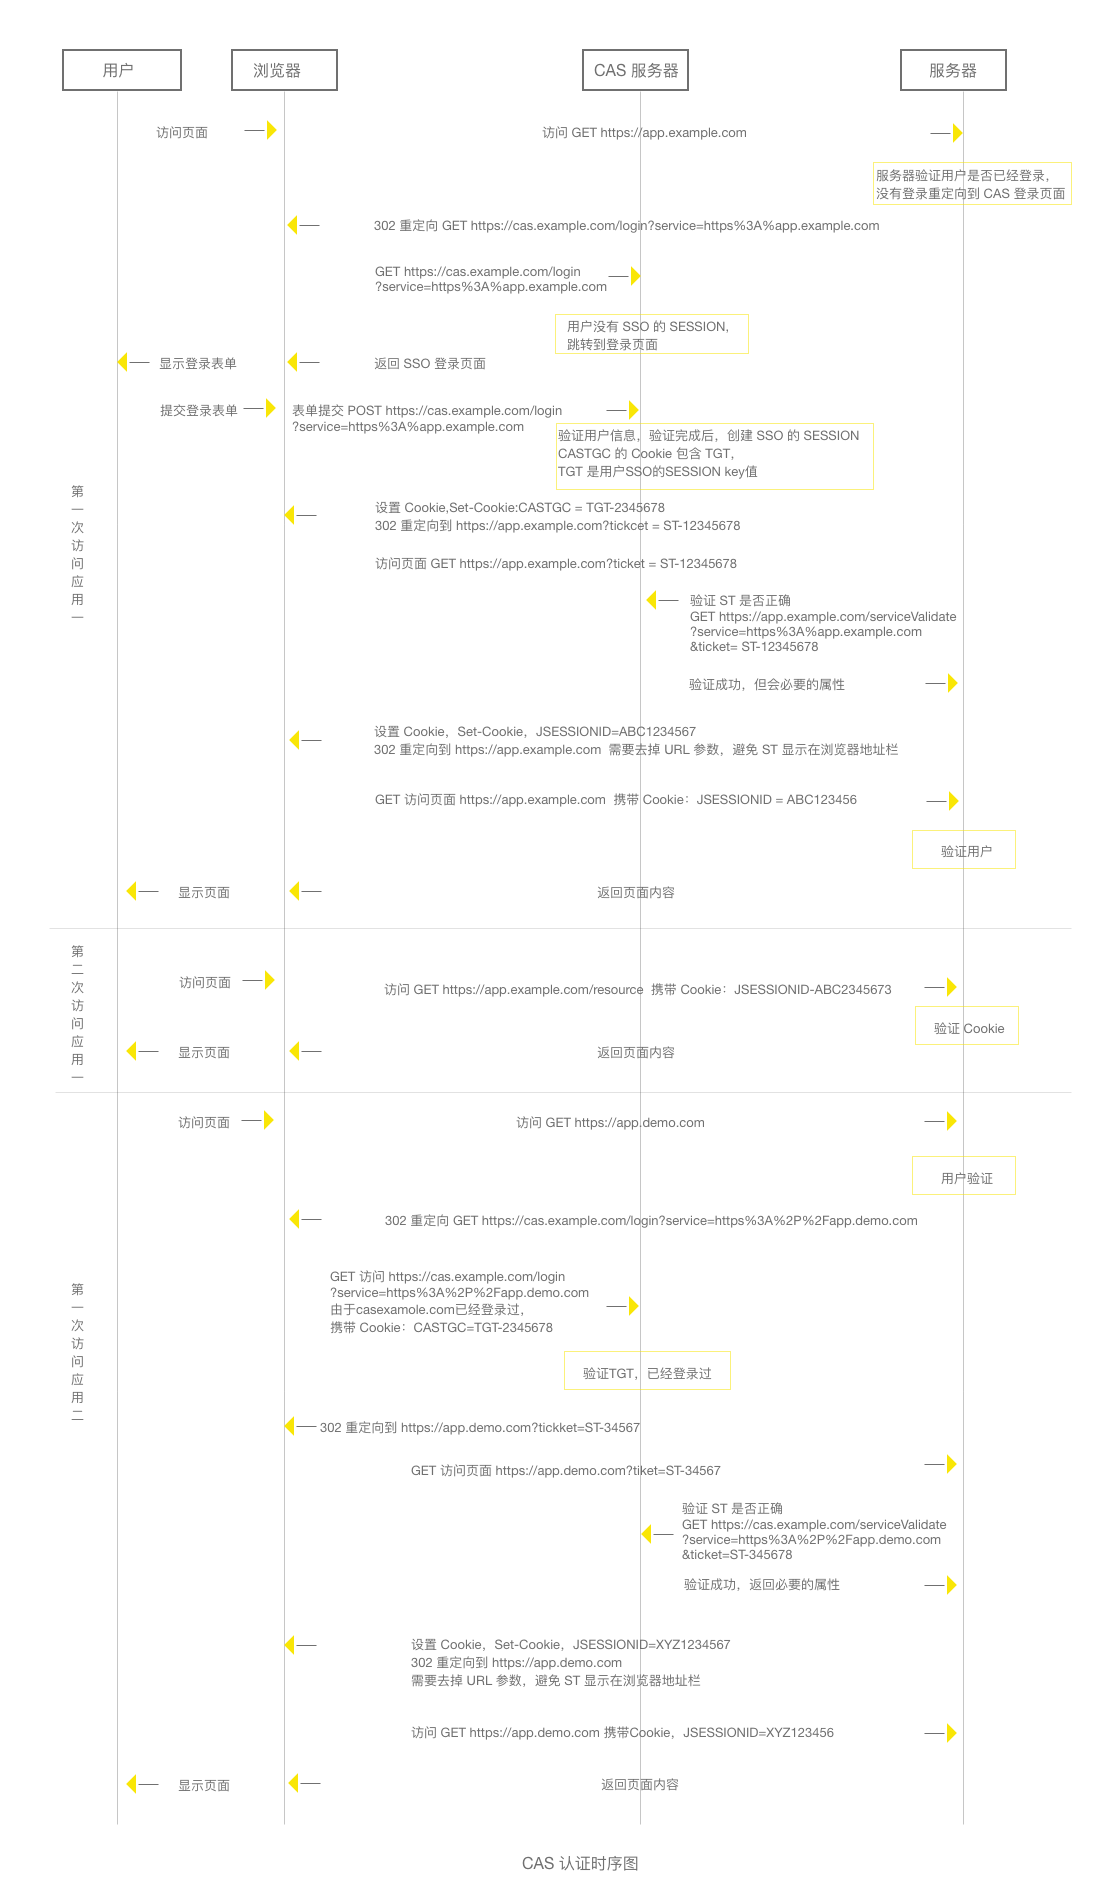 用户
浏览器
CAS 服务器
服务器
访问页面
访问 GET https://app.example.com
服务器验证用户是否已经登录，
没有登录重定向到 CAS 登录页面
302 重定向 GET https://cas.example.com/login?service=https%3A%app.example.com
GET https://cas.example.com/login
?service=https%3A%app.example.com
用户没有 SSO 的 SESSION，
跳转到登录页面
显示登录表单
返回 SSO 登录页面
提交登录表单
表单提交 POST https://cas.example.com/login
?service=https%3A%app.example.com
验证用户信息，验证完成后，创建 SSO 的 SESSION
CASTGC 的 Cookie 包含 TGT，
TGT 是用户SSO的SESSION key值
第一次访问应用一
设置 Cookie,Set-Cookie:CASTGC = TGT-2345678
302 重定向到 https://app.example.com?tickcet = ST-12345678
访问页面 GET https://app.example.com?ticket = ST-12345678
验证 ST 是否正确
GET https://app.example.com/serviceValidate
?service=https%3A%app.example.com
&ticket= ST-12345678
验证成功，但会必要的属性
设置 Cookie，Set-Cookie，JSESSIONID=ABC1234567
302 重定向到 https://app.example.com 需要去掉 URL 参数，避免 ST 显示在浏览器地址栏
GET 访问页面 https://app.example.com 携带 Cookie：JSESSIONID = ABC123456
验证用户
显示页面
返回页面内容
第二次访问应用一
访问页面
访问 GET https://app.example.com/resource 携带 Cookie：JSESSIONID-ABC2345673
验证 Cookie
显示页面
返回页面内容
访问页面
访问 GET https://app.demo.com
用户验证
302 重定向 GET https://cas.example.com/login?service=https%3A%2P%2Fapp.demo.com
第一次访问应用二
GET 访问 https://cas.example.com/login
?service=https%3A%2P%2Fapp.demo.com
由于casexamole.com已经登录过，
携带 Cookie：CASTGC=TGT-2345678
验证TGT，已经登录过
302 重定向到 https://app.demo.com?tickket=ST-34567
GET 访问页面 https://app.demo.com?tiket=ST-34567
验证 ST 是否正确
GET https://cas.example.com/serviceValidate
?service=https%3A%2P%2Fapp.demo.com
&ticket=ST-345678
验证成功，返回必要的属性
设置 Cookie，Set-Cookie，JSESSIONID=XYZ1234567
302 重定向到 https://app.demo.com
需要去掉 URL 参数，避免 ST 显示在浏览器地址栏
访问 GET https://app.demo.com 携带Cookie，JSESSIONID=XYZ123456
显示页面
返回页面内容
CAS 认证时序图